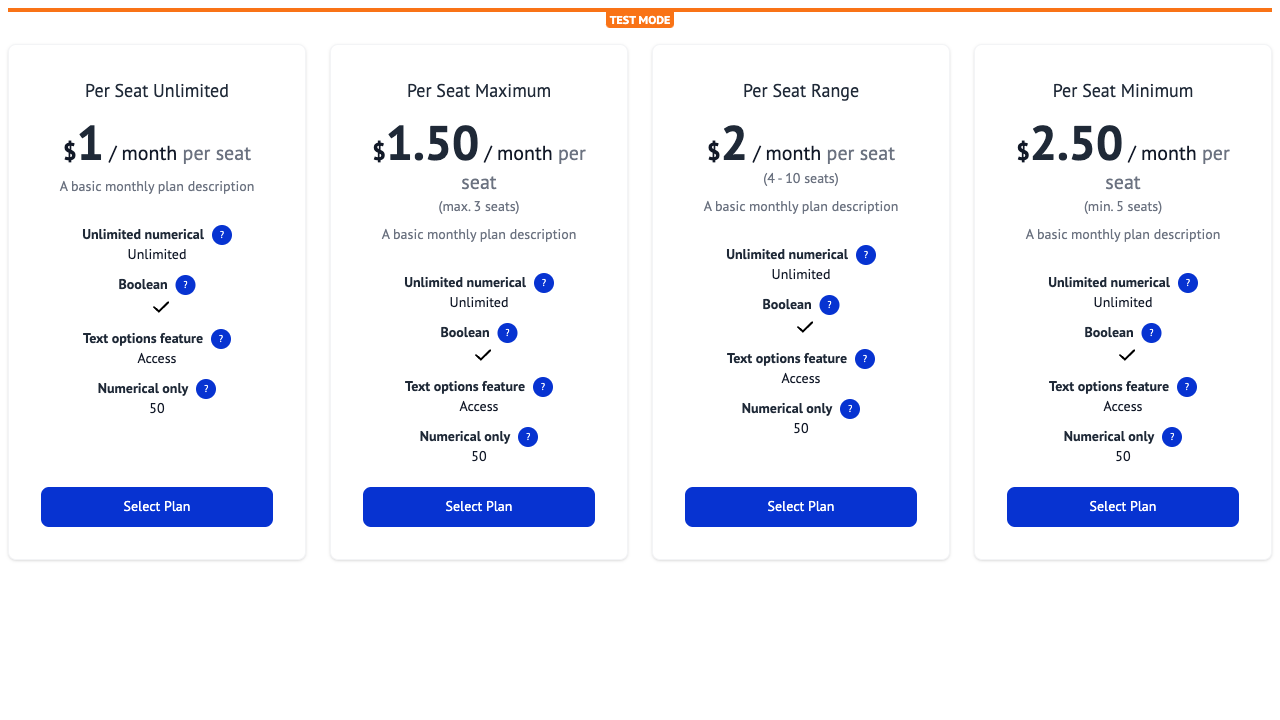 TEST MODE
Per Seat Unlimited
$1 / month per seat
A basic monthly plan description
Unlimited numerical ?
Unlimited
Boolean ?
Text options feature ?
Access
Numerical only ?
50
Select Plan
Per Seat Maximum
$1.50 / month per
seat
(max. 3 seats)
A basic monthly plan description
Unlimited numerical ?
Unlimited
Boolean ?
Text options feature ?
Access
Numerical only ?
50
Select Plan
Per Seat Range
$2 / month per seat
(4 - 10 seats)
A basic monthly plan description
Unlimited numerical ?
Unlimited
Boolean ?
Text options feature ?
Access
Numerical only ?
50
Select Plan
Per Seat Minimum
$2.50 / month per
seat
(min. 5 seats)
A basic monthly plan description
Unlimited numerical ?
Unlimited
Boolean ?
Text options feature ?
Access
Numerical only ?
50
Select Plan